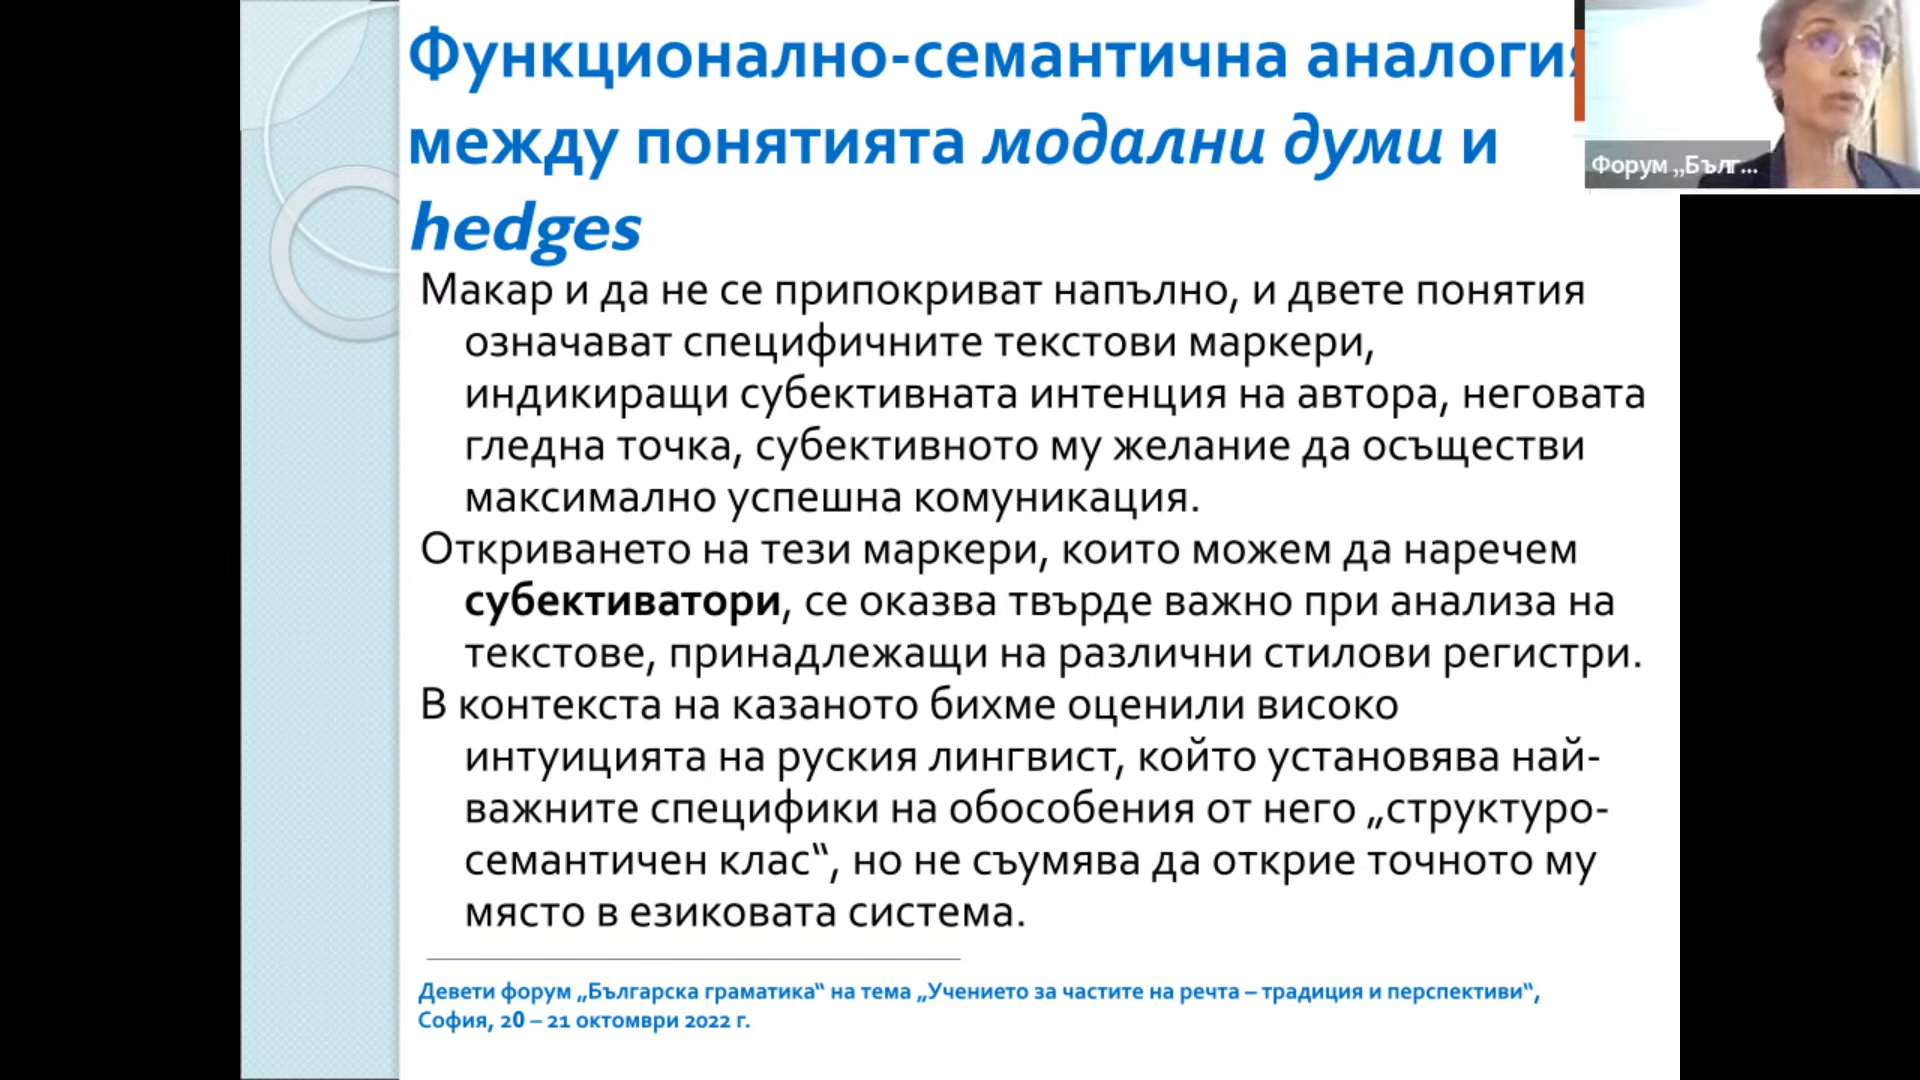 Функционално-семантична аналогия
между понятията модални думи и
hedges
Макар и да не се припокриват напълно, и двете понятия
означават специфичните текстови маркери,
индикиращи субективната интенция на автора, неговата
гледна точка, субективното му желание да осъществи
максимално успешна комуникация.
Откриването на тези маркери, които можем да наречем
субективатори, се оказва твърде важно при анализа на
текстове, принадлежащи на различни стилови регистри.
В контекста на казаното бихме оценили високо
интуицията на руския лингвист, който установява най-
важните специфики на обособения от него „структуро-
семантичен клас“, но не съумява да открие точното му
място в езиковата система.
Девети форум „Българска граматика“ на тема „Учението за частите на речта – традиция и перспективи“,
София, 20 – 21 октомври 2022 г.
Форум „Бълг...